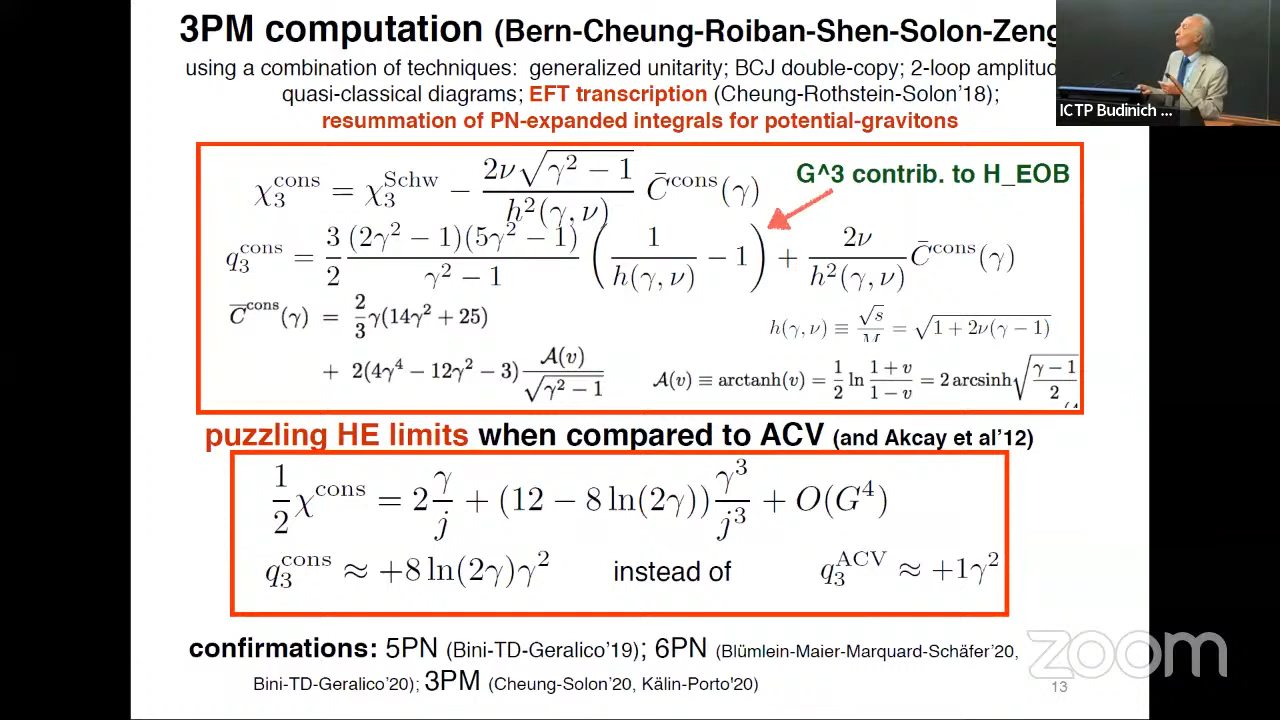 3PM computation (Bern-Cheung-Roiban-Shen-Solon-Zeng
using a combination of techniques: generalized unitarity; BCJ double-copy; 2-loop amplitud
quasi-classical diagrams; EFT transcription (Cheung-Rothstein-Solon'18);
resummation of PN-expanded integrals for potential-gravitons
ICTP Budinich ...
χ₃^cons = χ₃^Schw − 2ν√(γ² − 1) / h²(γ, ν) C̄^cons(γ)
G^3 contrib. to H_EOB
q₃^cons = 3/2 (2γ² − 1)(5γ² − 1) / (γ² − 1) (1 / h(γ, ν) − 1) + 2ν / h²(γ, ν) C̄^cons(γ)
C̄^cons(γ) = 2/3 γ(14γ² + 25)
h(γ, ν) ≡ √s / M = √(1 + 2ν(γ − 1))
+ 2(4γ⁴ − 12γ² − 3) 𝒜(v) / √(γ² − 1)
𝒜(v) ≡ arctanh(v) = 1/2 ln (1 + v)/(1 − v) = 2 arcsinh √((γ − 1)/2)
puzzling HE limits when compared to ACV (and Akcay et al'12)
1/2 χ^cons = 2 γ/j + (12 − 8 ln(2γ)) γ³/j³ + O(G⁴)
q₃^cons ≈ +8 ln(2γ)γ² instead of q₃^ACV ≈ +1γ²
confirmations: 5PN (Bini-TD-Geralico'19); 6PN (Blümlein-Maier-Marquard-Schäfer'20,
Bini-TD-Geralico'20); 3PM (Cheung-Solon'20, Kälin-Porto'20)
zoom
13